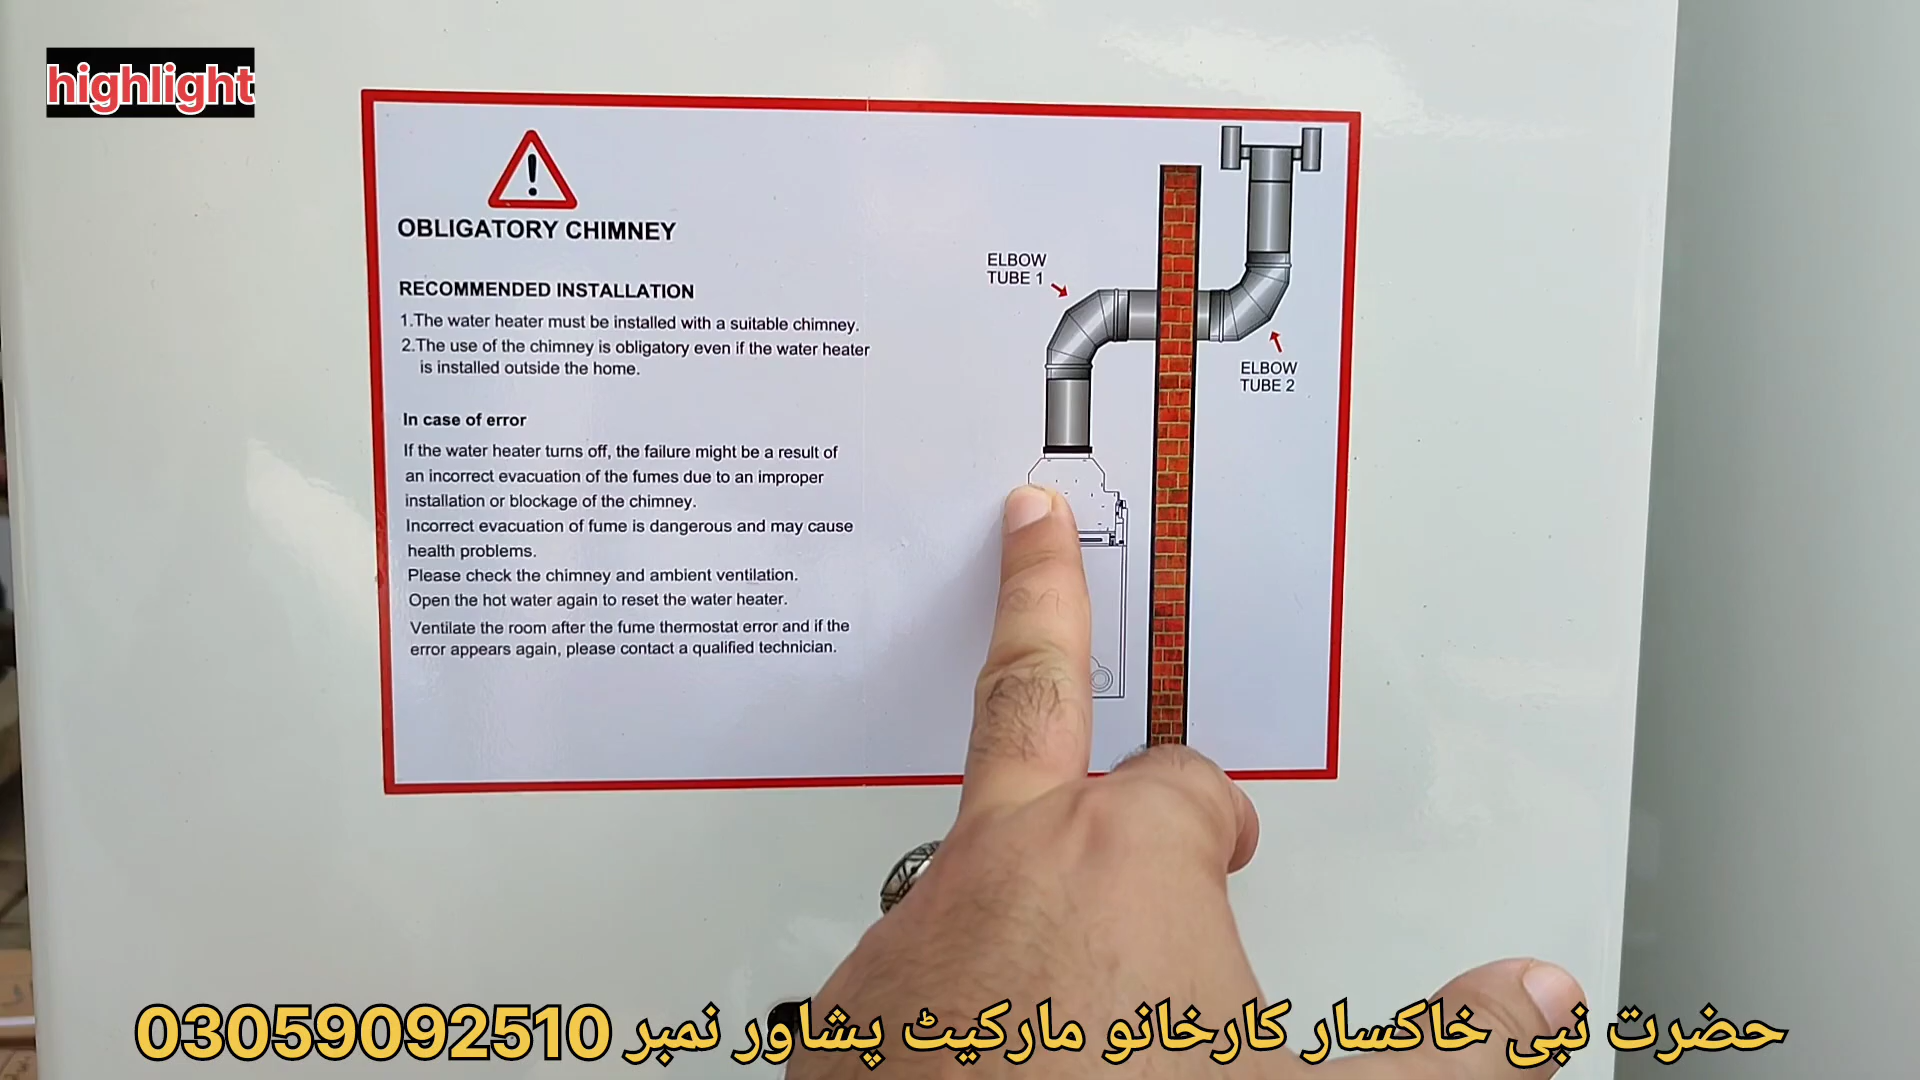 highlight
OBLIGATORY CHIMNEY
RECOMMENDED INSTALLATION
1.The water heater must be installed with a suitable chimney.
2.The use of the chimney is obligatory even if the water heater
is installed outside the home.
In case of error
If the water heater turns off, the failure might be a result of
an incorrect evacuation of the fumes due to an improper
installation or blockage of the chimney.
Incorrect evacuation of fume is dangerous and may cause
health problems.
Please check the chimney and ambient ventilation.
Open the hot water again to reset the water heater.
Ventilate the room after the fume thermostat error and if the
error appears again, please contact a qualified technician.
ELBOW
TUBE 1
ELBOW
TUBE 2
حضرت نبی خاکسار کارخانو مارکیٹ پشاور نمبر 03059092510